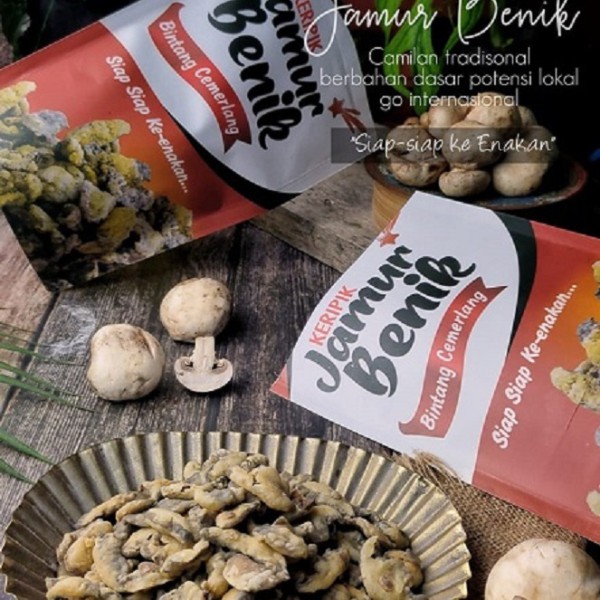 Jamur Benik
Camilan tradisonal
berbahan dasar potensi lokal
go internasional
"Siap-siap ke Enakan"
KERIPIK
Jamur
Benik
Bintang Cemerlang
Siap Siap Ke-enakan...
KERIPIK
Jamur
Benik
Bintang Cemerlang
Siap Siap Ke-enakan...